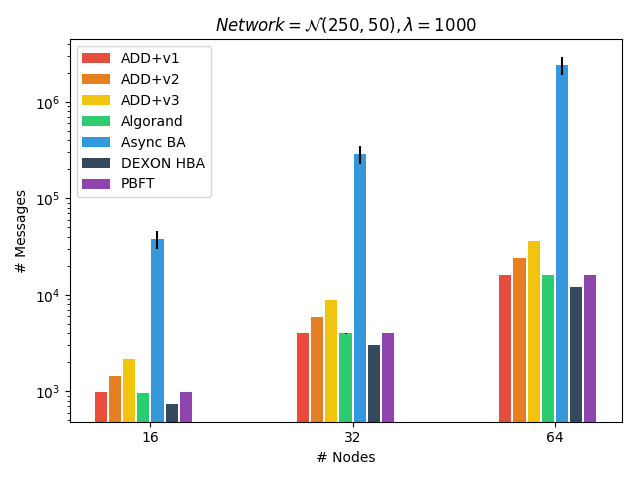 Network = 𝒩(250, 50), λ = 1000
ADD+v1
ADD+v2
ADD+v3
Algorand
Async BA
DEXON HBA
PBFT
# Messages
10⁶
10⁵
10⁴
10³
16 32 64
# Nodes